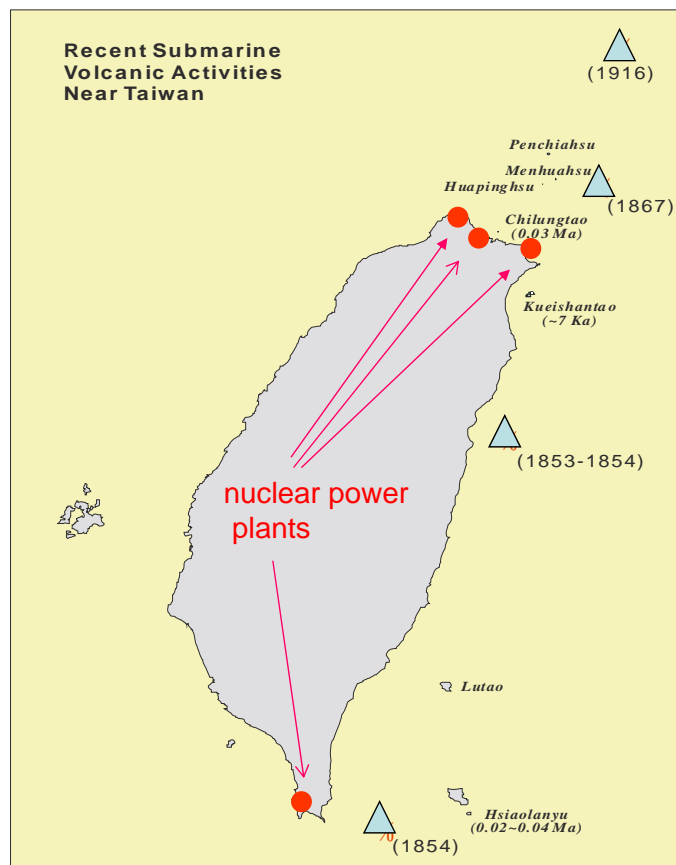 Recent Submarine
Volcanic Activities
Near Taiwan
(1916)
Penchiahsu
Menhuahsu
Huapinghsu
(1867)
Chilungtao
(0.03 Ma)
Kueishantao
(~7 Ka)
(1853-1854)
nuclear power
plants
Lutao
Hsiaolanyu
(0.02~0.04 Ma)
(1854)